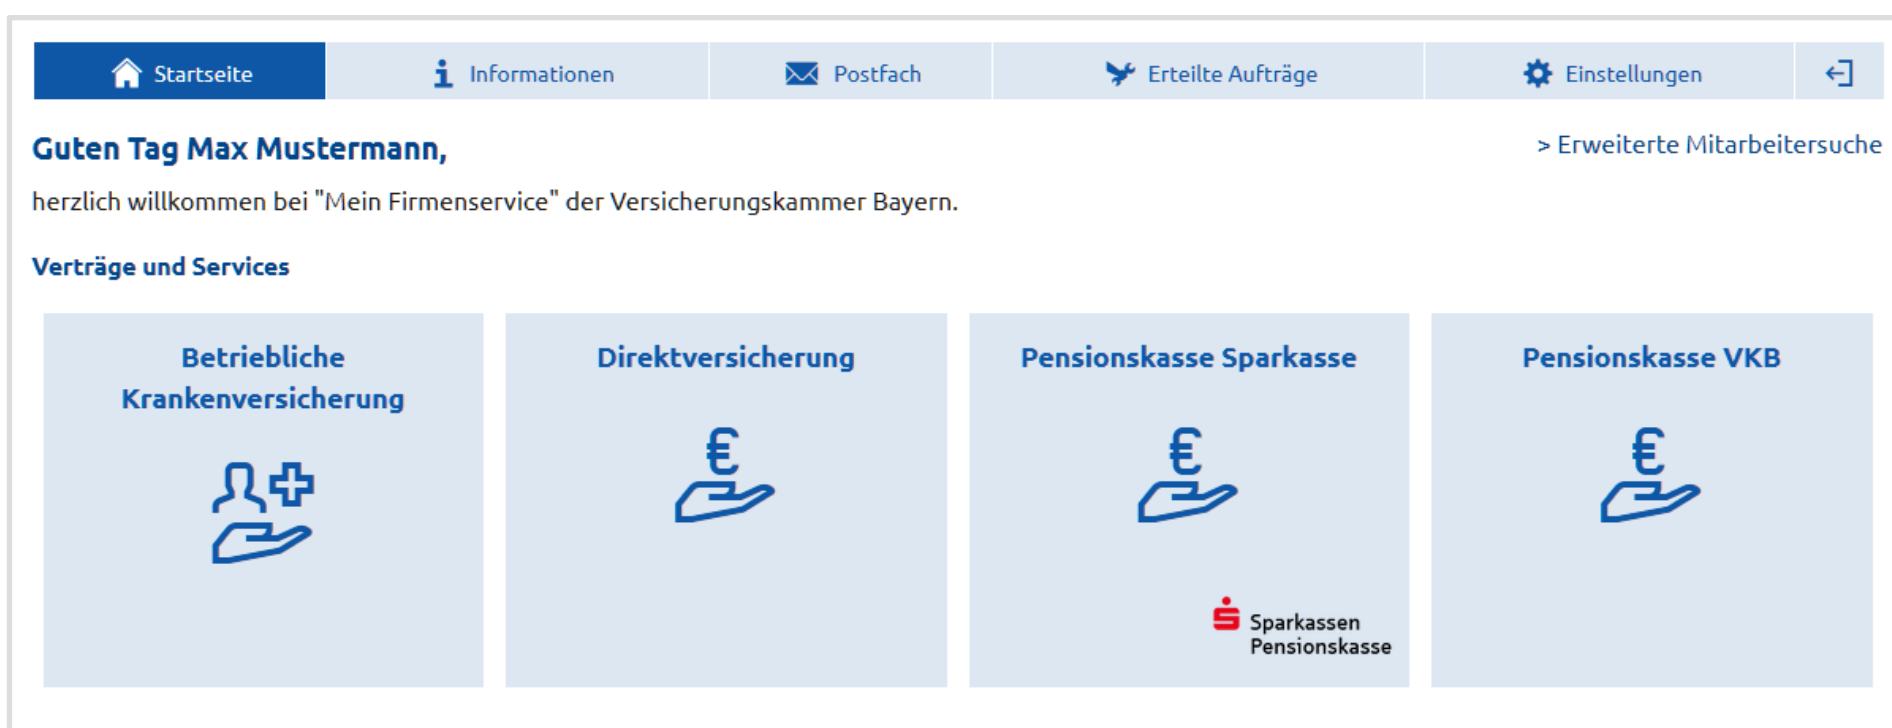 Startseite
Informationen
Postfach
Erteilte Aufträge
Einstellungen
Guten Tag Max Mustermann,
> Erweiterte Mitarbeitersuche
herzlich willkommen bei "Mein Firmenservice" der Versicherungskammer Bayern.
Verträge und Services
Betriebliche
Krankenversicherung
Direktversicherung
€
Pensionskasse Sparkasse
€
Sparkassen
Pensionskasse
Pensionskasse VKB
€